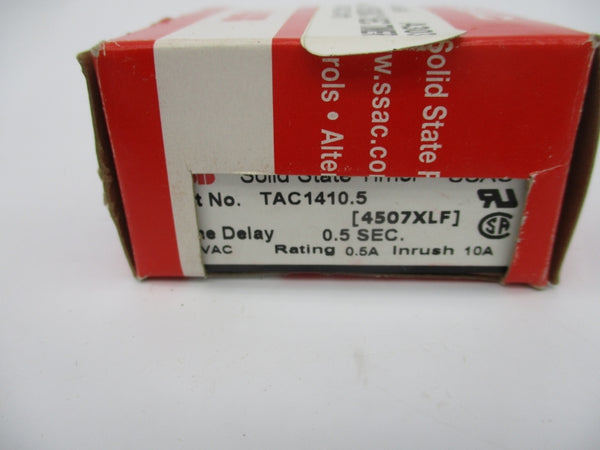 Solid State
www.ssac.co
rols • Alte
Solid State Timer SSAC
t No. TAC1410.5
[4507XLF]
me Delay 0.5 SEC.
VAC Rating 0.5A Inrush 10A